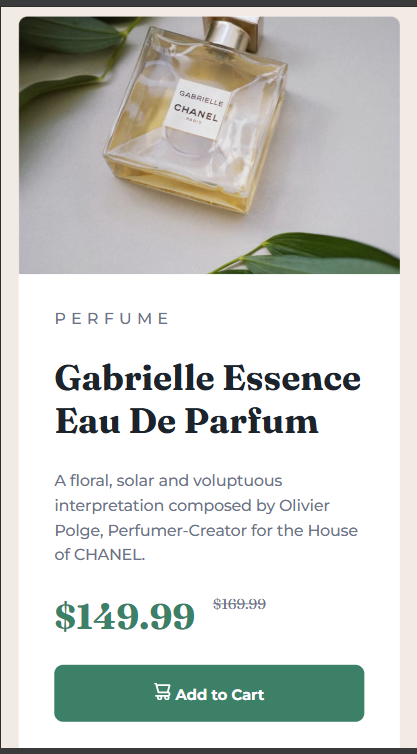 GABRIELLE
CHANEL
PARIS
PERFUME
Gabrielle Essence
Eau De Parfum
A floral, solar and voluptuous
interpretation composed by Olivier
Polge, Perfumer-Creator for the House
of CHANEL.
$149.99 $169.99
Add to Cart